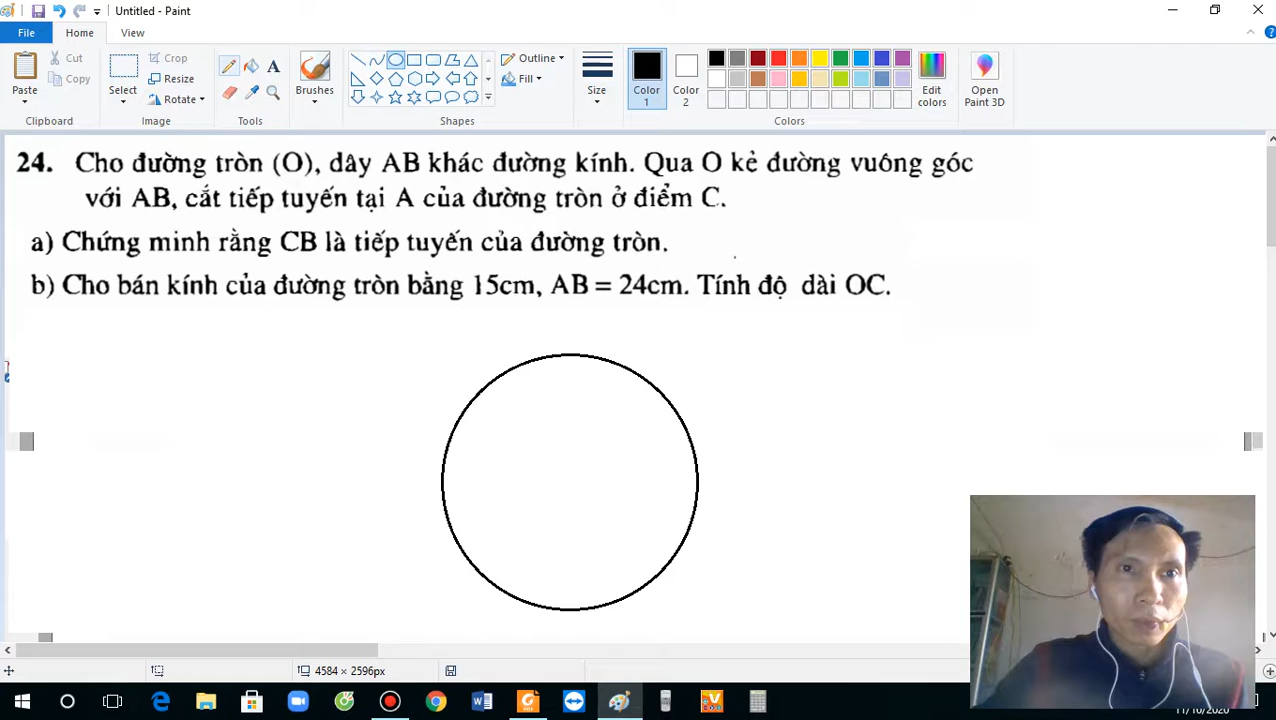 Untitled - Paint
File Home View
Cut
Copy
Paste
Clipboard
Crop
Resize
Rotate
Select
Image
Tools
Brushes
Outline
Fill
Shapes
Size
Color 1
Color 2
Edit colors
Open Paint 3D
Colors
24. Cho đường tròn (O), dây AB khác đường kính. Qua O kẻ đường vuông góc
với AB, cắt tiếp tuyến tại A của đường tròn ở điểm C.
a) Chứng minh rằng CB là tiếp tuyến của đường tròn.
b) Cho bán kính của đường tròn bằng 15cm, AB = 24cm. Tính độ dài OC.
4584 × 2596px